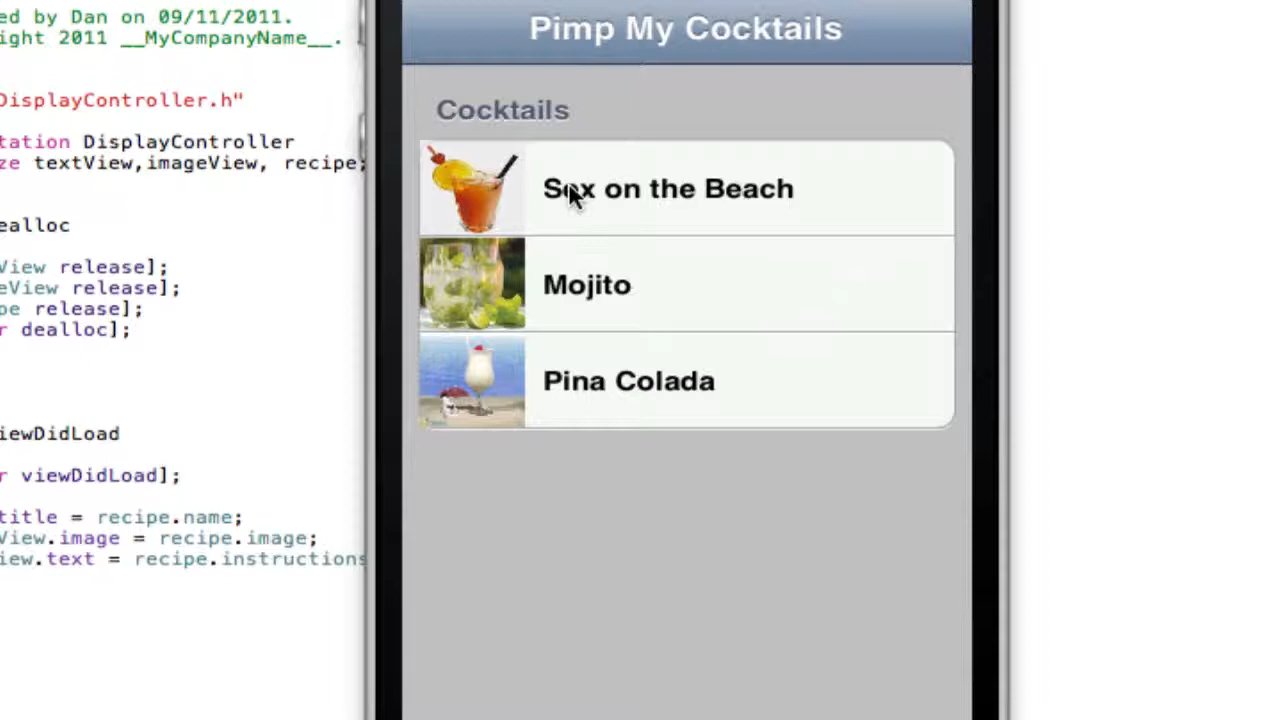 ed by Dan on 09/11/2011.
ight 2011 __MyCompanyName__.
DisplayController.h"
tation DisplayController
ze textView,imageView, recipe;
ealloc
View release];
eView release];
pe release];
r dealloc];
iewDidLoad
r viewDidLoad];
title = recipe.name;
View.image = recipe.image;
iew.text = recipe.instructions
Pimp My Cocktails
Cocktails
Sex on the Beach
Mojito
Pina Colada